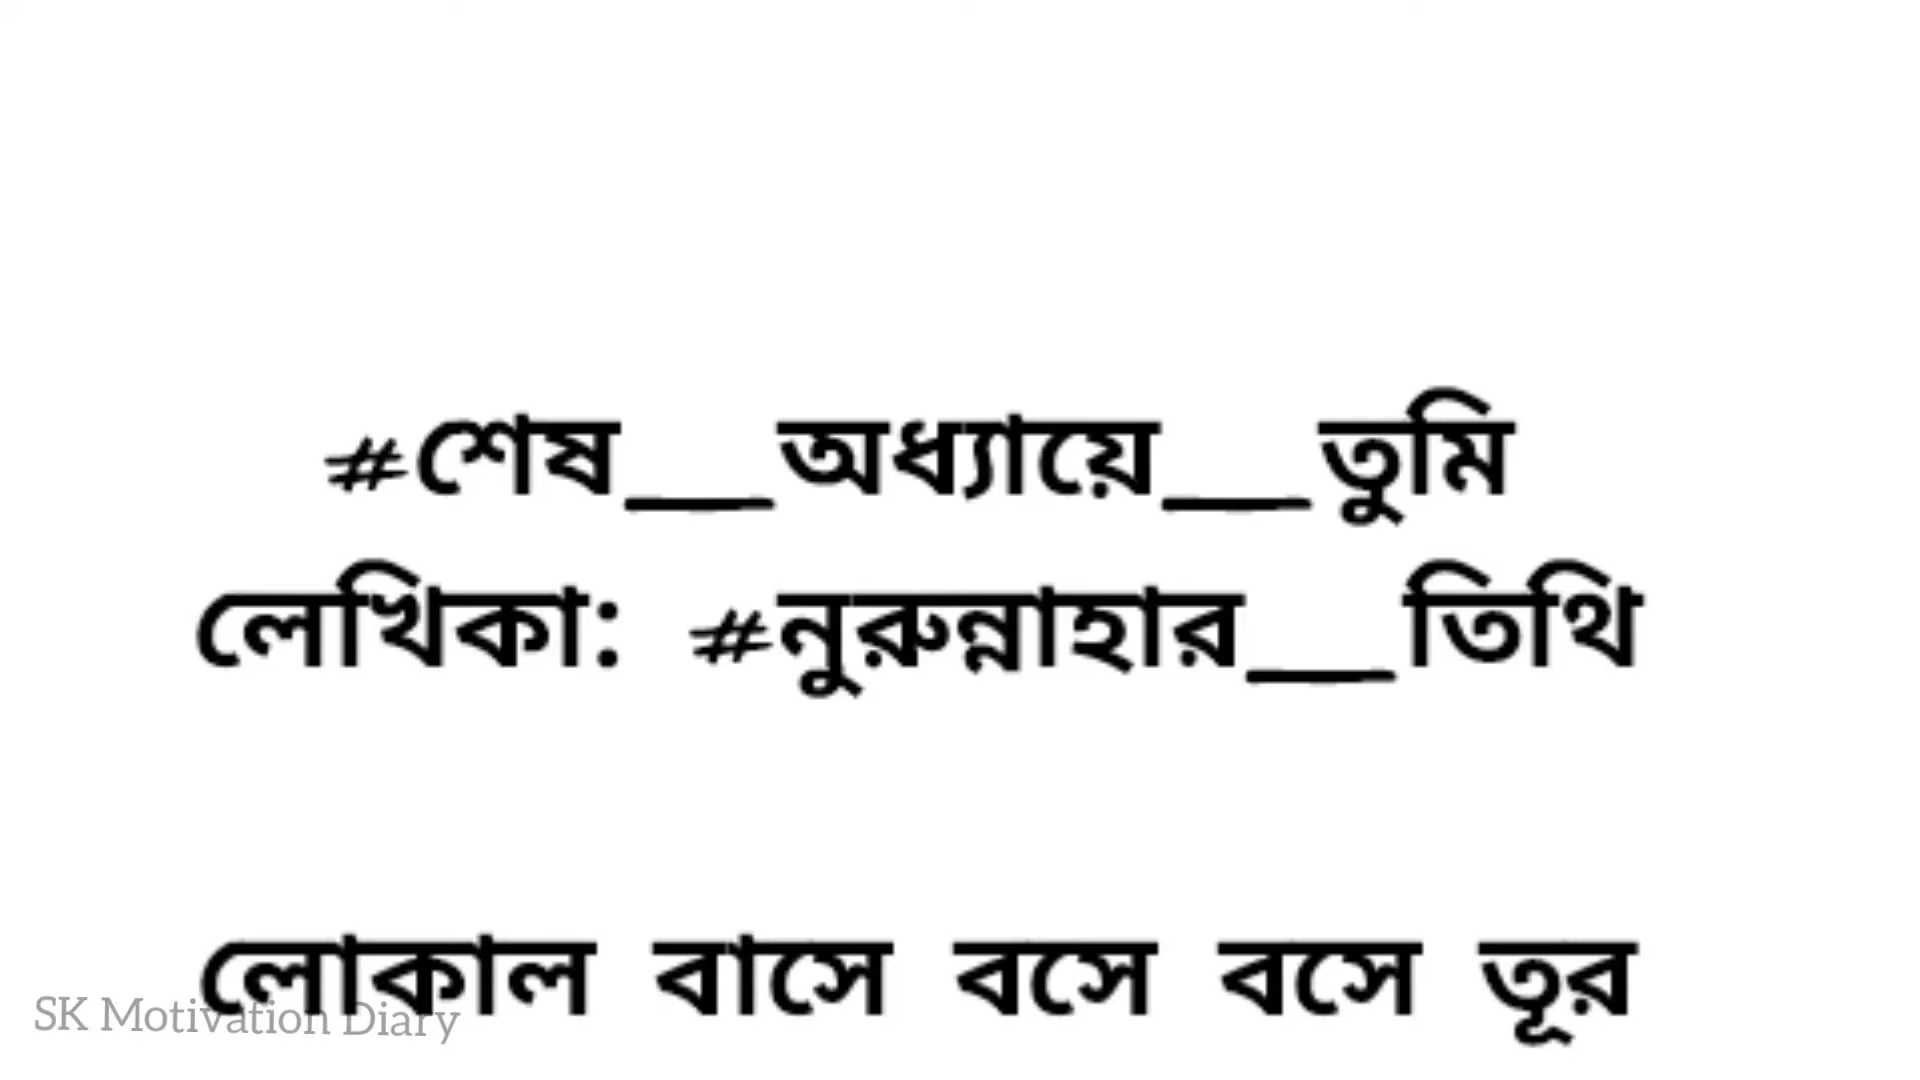 #শেষ__অধ্যায়ে__তুমি
লেখিকা: #নুরুন্নাহার__তিথি
লোকাল বাসে বসে বসে তূর
SK Motivation Diary